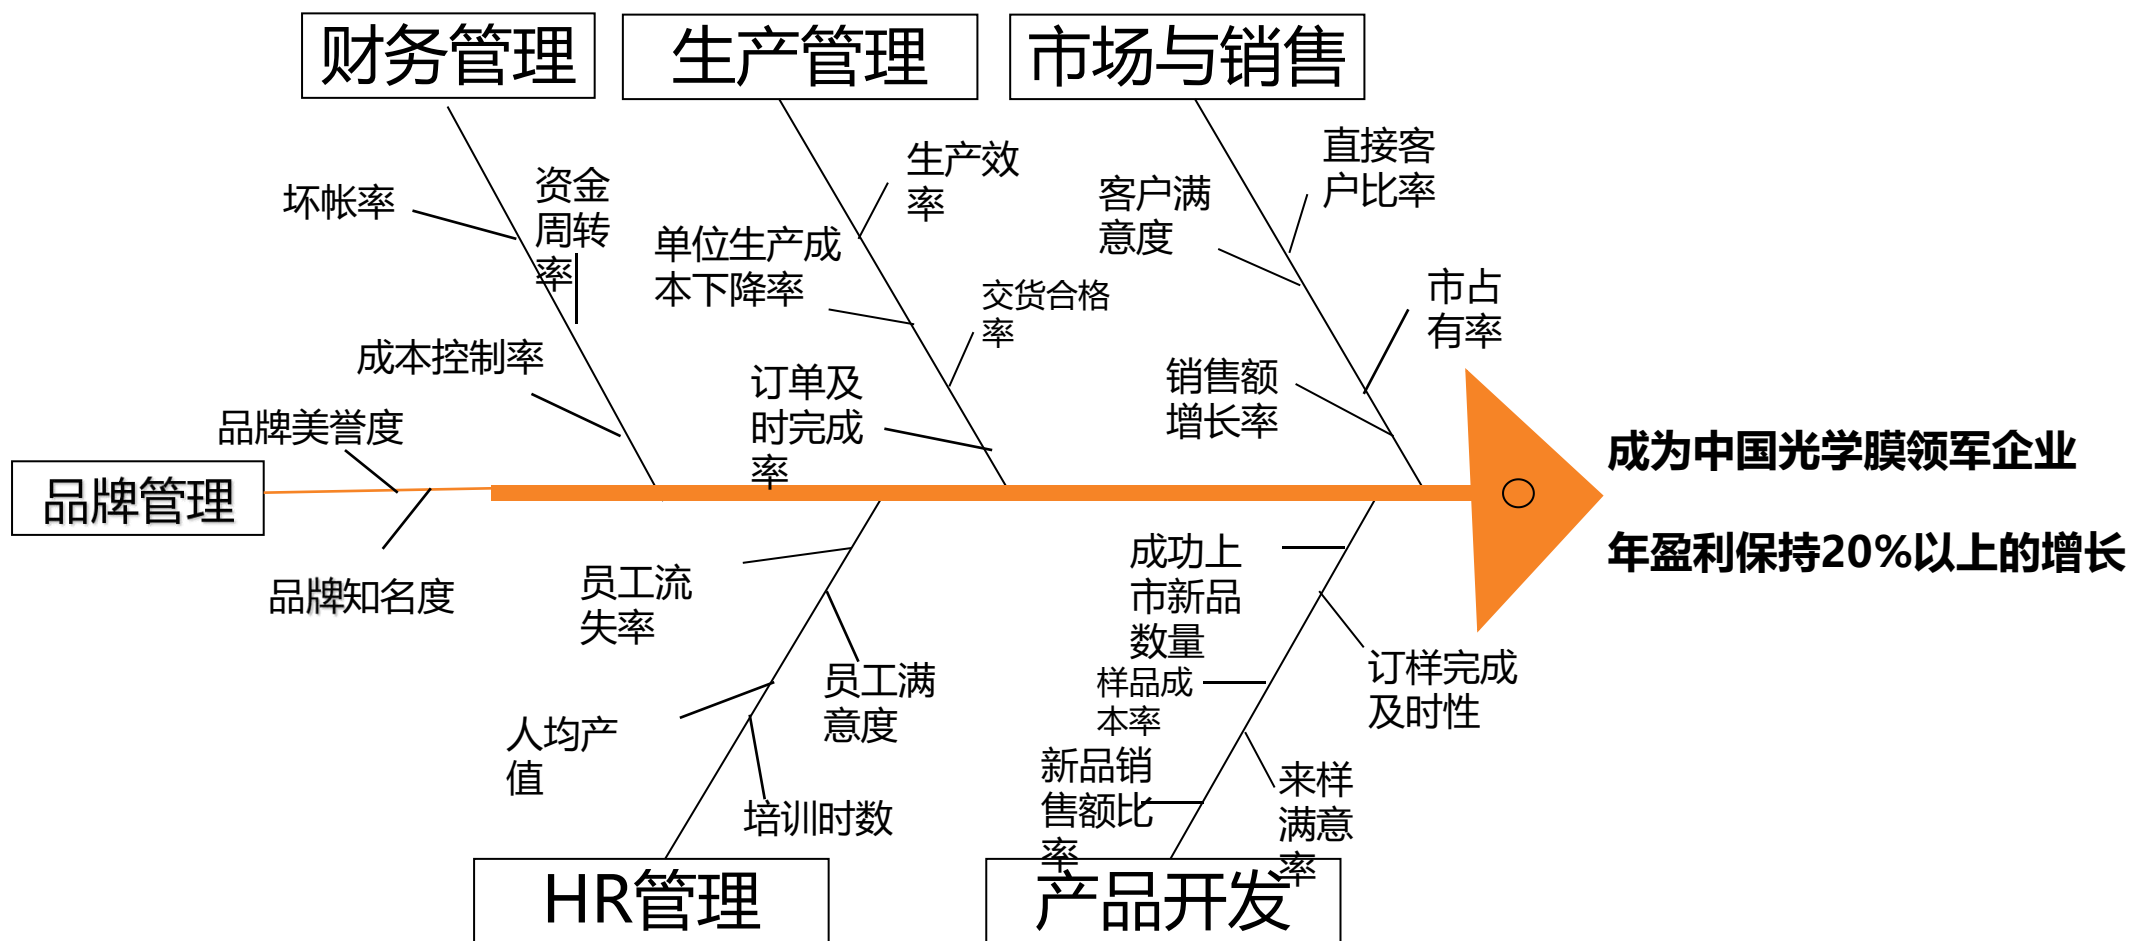 财务管理
生产管理
市场与销售
坏帐率
资金
周转
率
成本控制率
生产效
率
单位生产成
本下降率
交货合格
率
订单及
时完成
率
直接客
户比率
客户满
意度
市占
有率
销售额
增长率
品牌美誉度
品牌管理
品牌知名度
成为中国光学膜领军企业
年盈利保持20%以上的增长
员工流
失率
员工满
意度
人均产
值
培训时数
HR管理
成功上
市新品
数量
订样完成
及时性
样品成
本率
新品销
售额比
率
来样
满意
率
产品开发